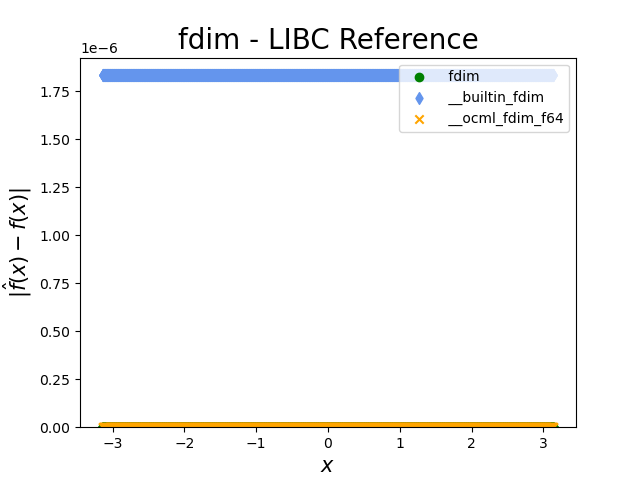 fdim - LIBC Reference
1e−6
fdim
__builtin_fdim
__ocml_fdim_f64
1.75
1.50
1.25
1.00
0.75
0.50
0.25
0.00
|f̂(x) − f(x)|
−3
−2
−1
0
1
2
3
x